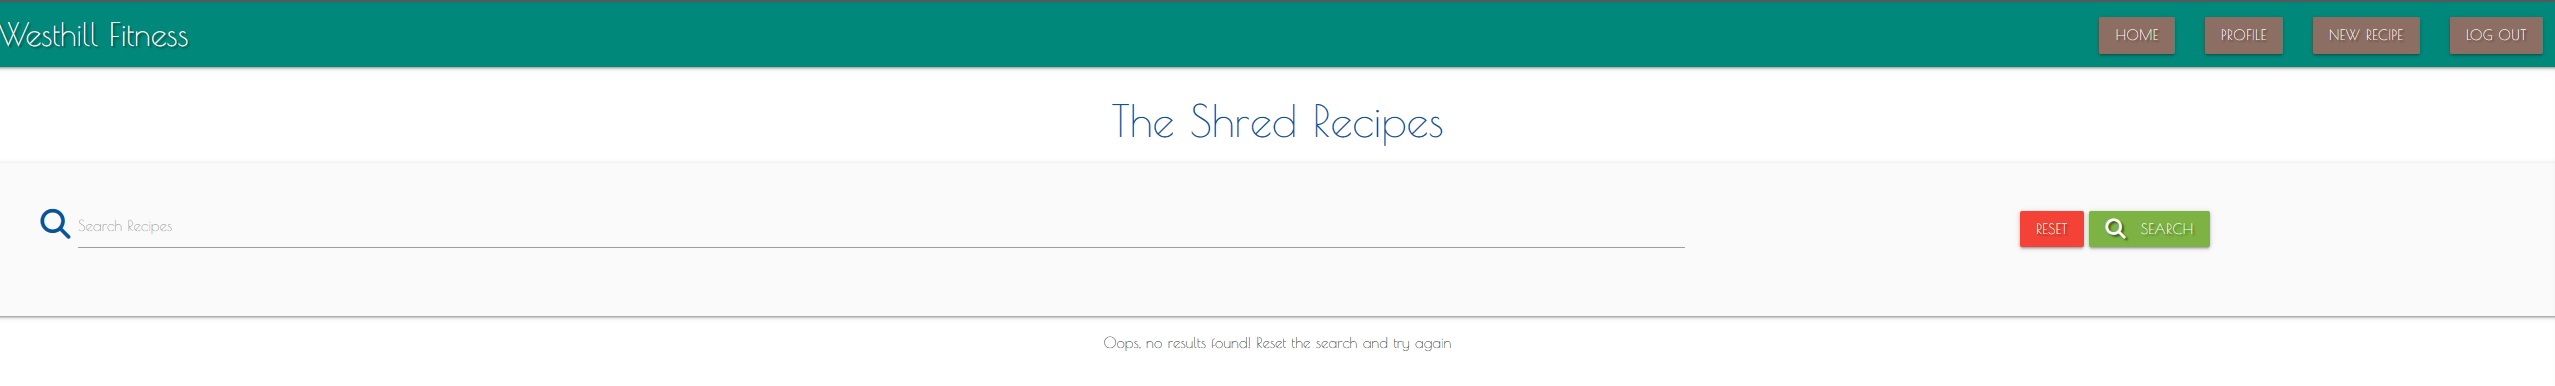 Westhill Fitness
HOME PROFILE NEW RECIPE LOG OUT
The Shred Recipes
Search Recipes
RESET SEARCH
Oops, no results found! Reset the search and try again